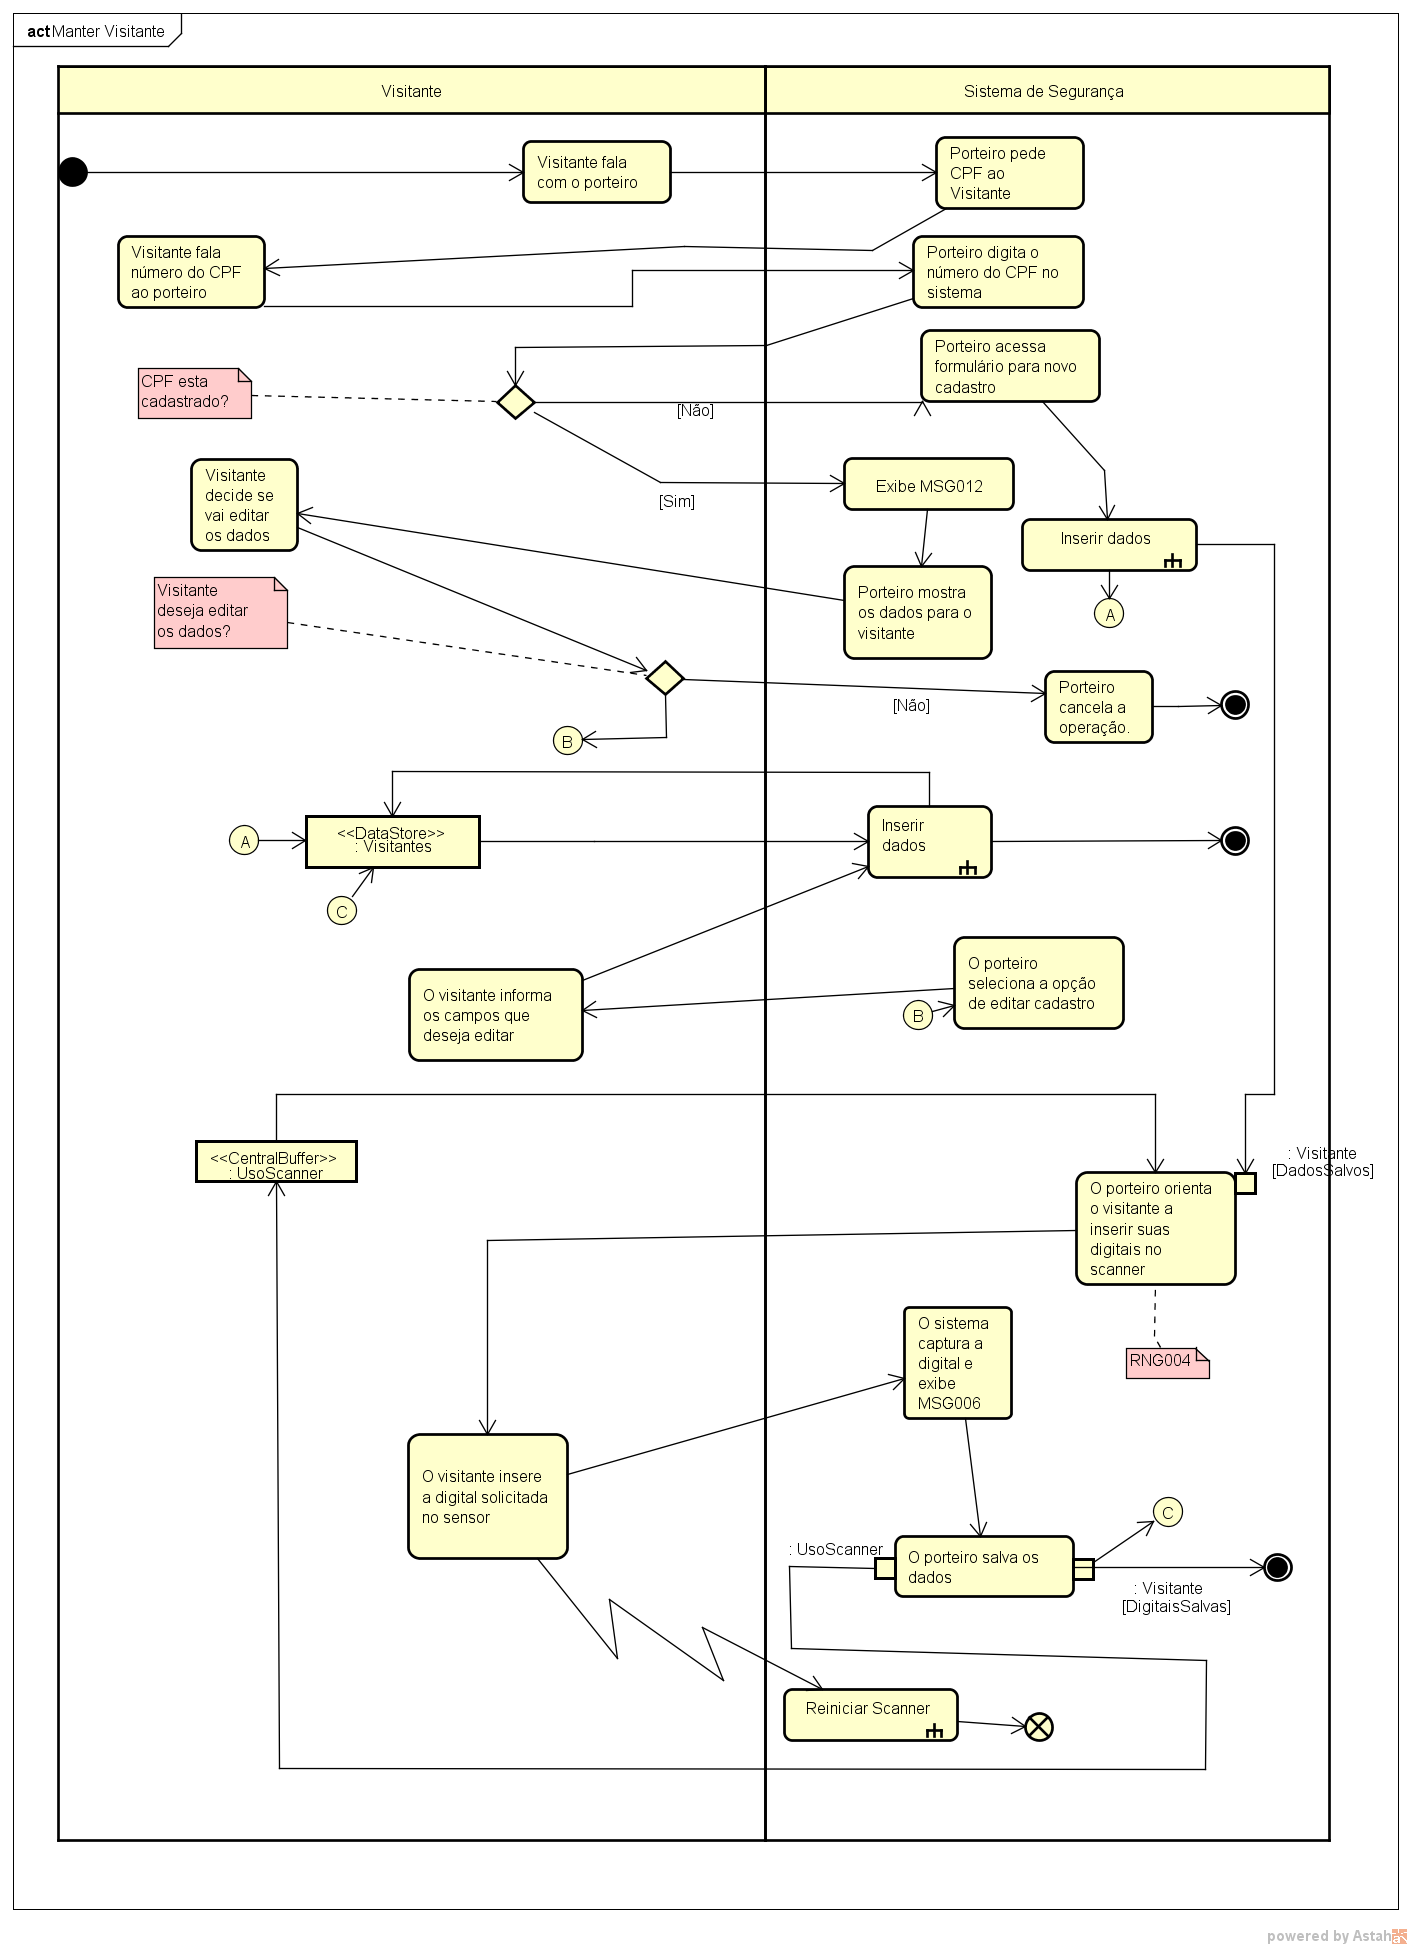 act Manter Visitante
Visitante
Sistema de Segurança
Visitante fala
com o porteiro
Porteiro pede
CPF ao
Visitante
Visitante fala
número do CPF
ao porteiro
Porteiro digita o
número do CPF no
sistema
Porteiro acessa
formulário para novo
cadastro
CPF esta
cadastrado?
[Não]
[Sim]
Visitante
decide se
vai editar
os dados
Exibe MSG012
Inserir dados
A
Visitante
deseja editar
os dados?
Porteiro mostra
os dados para o
visitante
[Não]
Porteiro
cancela a
operação.
B
A
<<DataStore>>
: Visitantes
Inserir
dados
C
O visitante informa
os campos que
deseja editar
O porteiro
seleciona a opção
de editar cadastro
B
<<CentralBuffer>>
: UsoScanner
: Visitante
[DadosSalvos]
O porteiro orienta
o visitante a
inserir suas
digitais no
scanner
RNG004
O sistema
captura a
digital e
exibe
MSG006
O visitante insere
a digital solicitada
no sensor
C
: UsoScanner
O porteiro salva os
dados
: Visitante
[DigitaisSalvas]
Reiniciar Scanner
powered by Astah